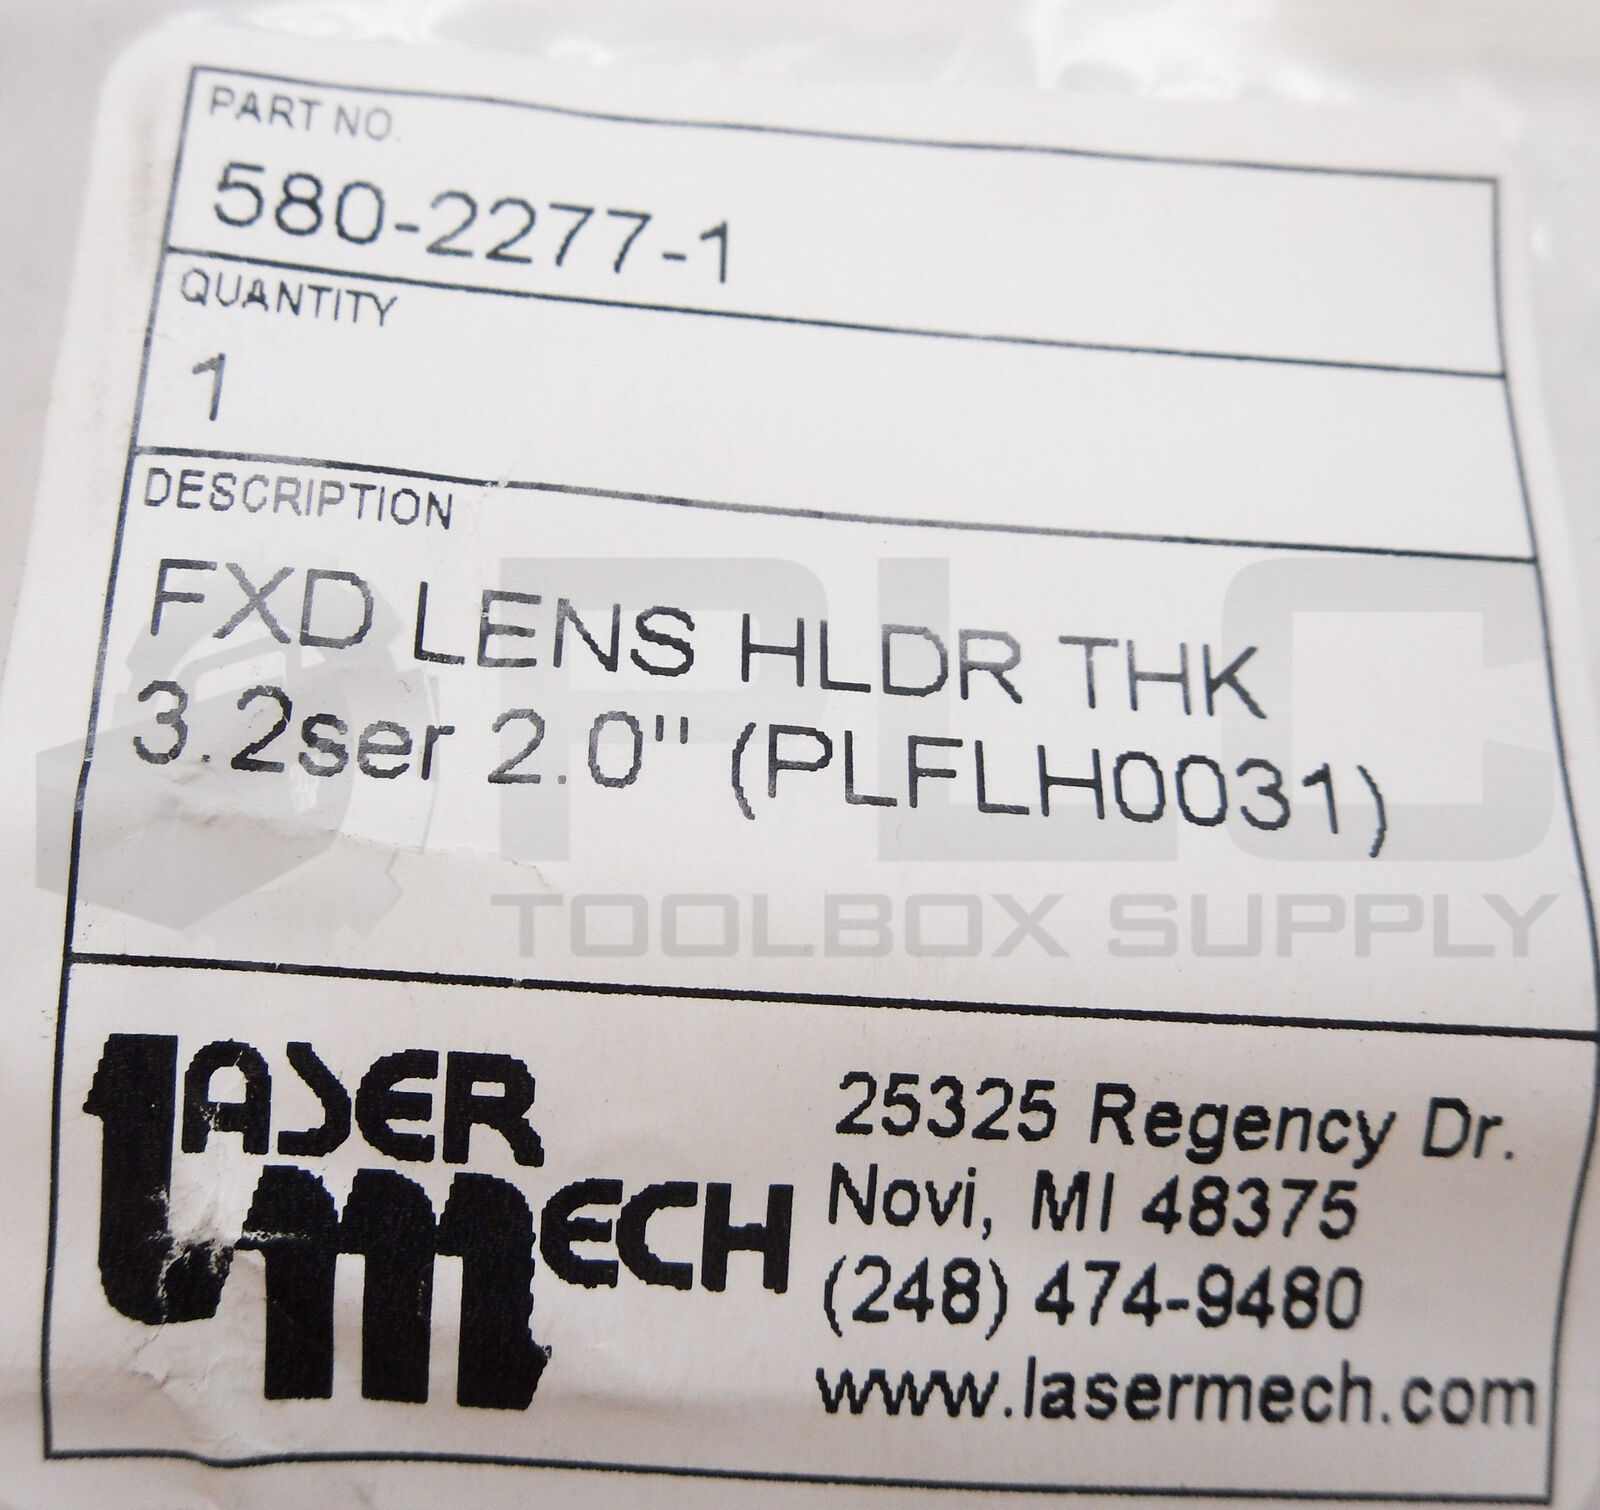 PART NO.
580-2277-1
QUANTITY
1
DESCRIPTION
FXD LENS HLDR THK
3.2ser 2.0" (PLFLH0031)
PLC
TOOLBOX SUPPLY
LASER
MECH
25325 Regency Dr.
Novi, MI 48375
(248) 474-9480
www.lasermech.com